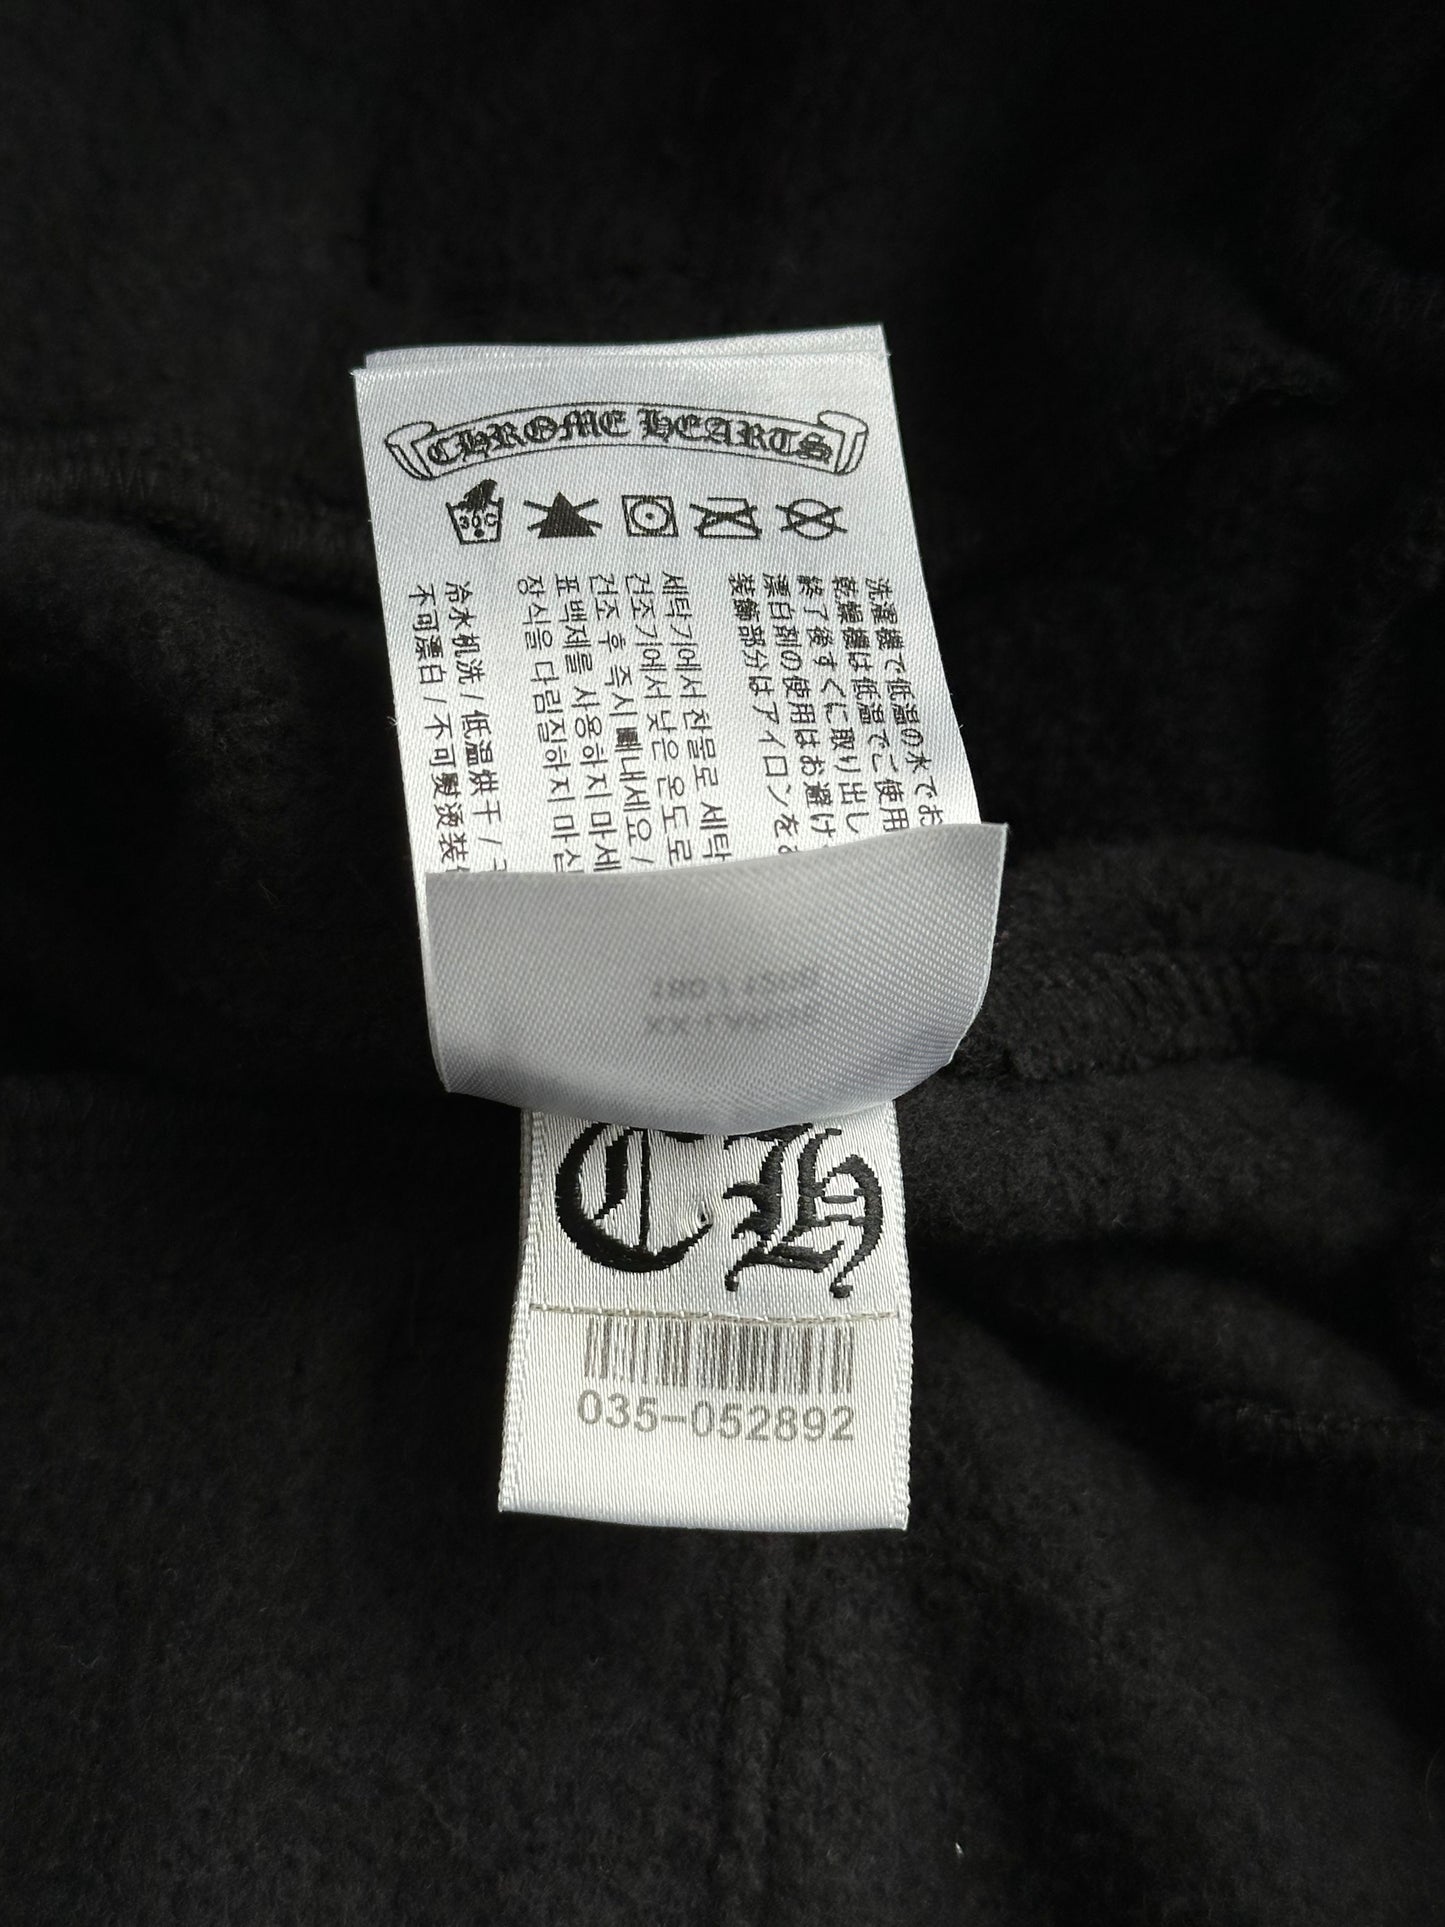 CHROME HEARTS
30C
洗濯機で低温の水でお
乾燥機は低温でご使用
終了後すぐに取り出し
漂白剤の使用はお避け
装飾部分はアイロンを
세탁기에서 찬물로 세탁
건조기에서 낮은 온도로
건조 후 즉시 빼내세요 /
표백제를 사용하지 마세
장식을 다림질하지 마십
冷水机洗 / 低温烘干 /
不可漂白 / 不可熨烫装
CH
035-052892